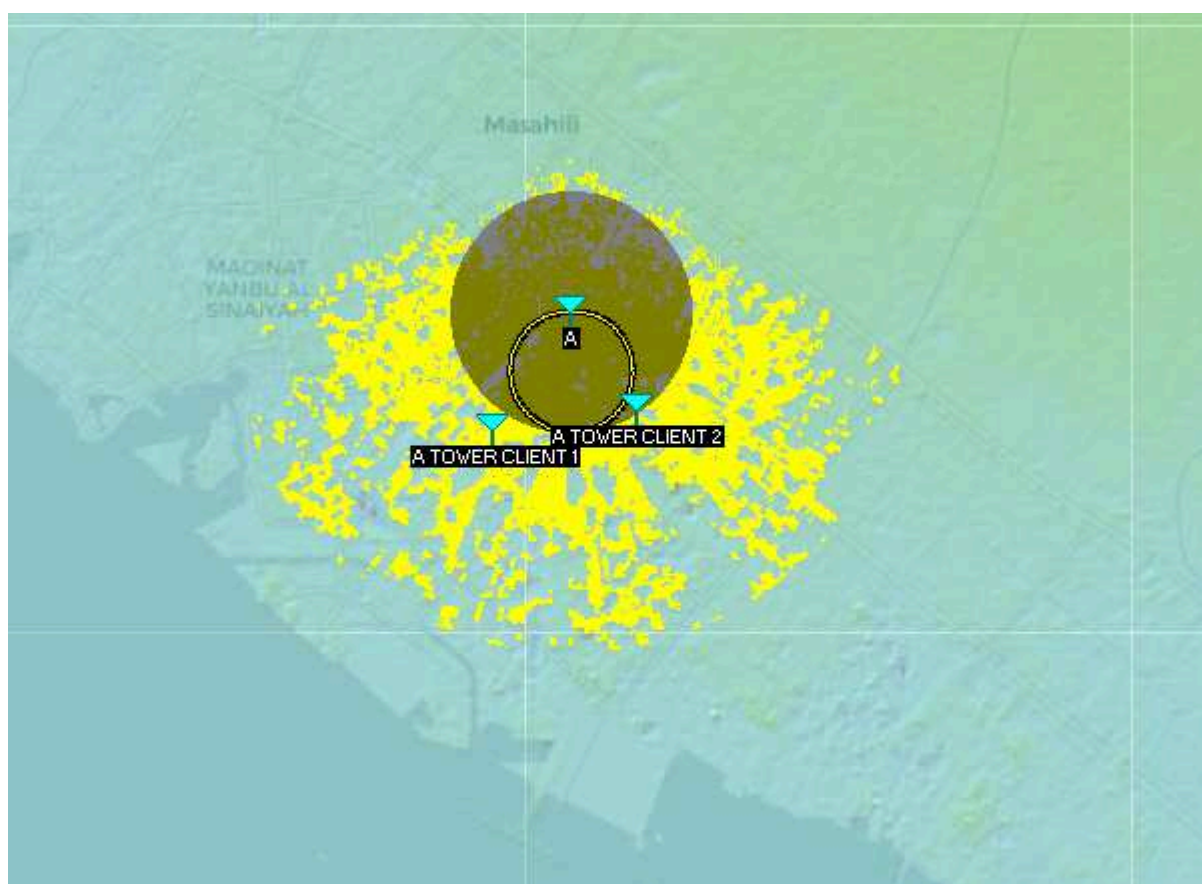 Masahili
MADINAT
YANBU AL
SINAIYAH
A
A TOWER CLIENT 2
A TOWER CLIENT 1